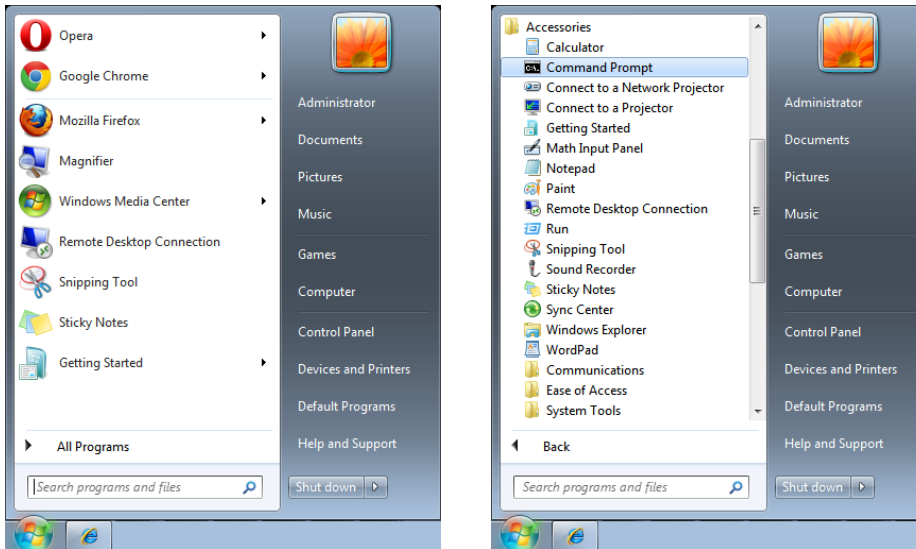 Opera
Google Chrome
Mozilla Firefox
Magnifier
Windows Media Center
Remote Desktop Connection
Snipping Tool
Sticky Notes
Getting Started
All Programs
Search programs and files
Administrator
Documents
Pictures
Music
Games
Computer
Control Panel
Devices and Printers
Default Programs
Help and Support
Shut down
Accessories
Calculator
C:\.
Command Prompt
Connect to a Network Projector
Connect to a Projector
Getting Started
Math Input Panel
Notepad
Paint
Remote Desktop Connection
Run
Snipping Tool
Sound Recorder
Sticky Notes
Sync Center
Windows Explorer
WordPad
Communications
Ease of Access
System Tools
Back
Search programs and files
Administrator
Documents
Pictures
Music
Games
Computer
Control Panel
Devices and Printers
Default Programs
Help and Support
Shut down